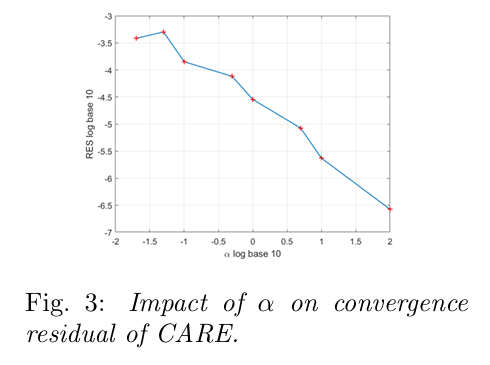 -3
-3.5
-4
-4.5
-5
-5.5
-6
-6.5
-7
RES log base 10
-2 -1.5 -1 -0.5 0 0.5 1 1.5 2
α log base 10
Fig. 3: Impact of α on convergence
residual of CARE.